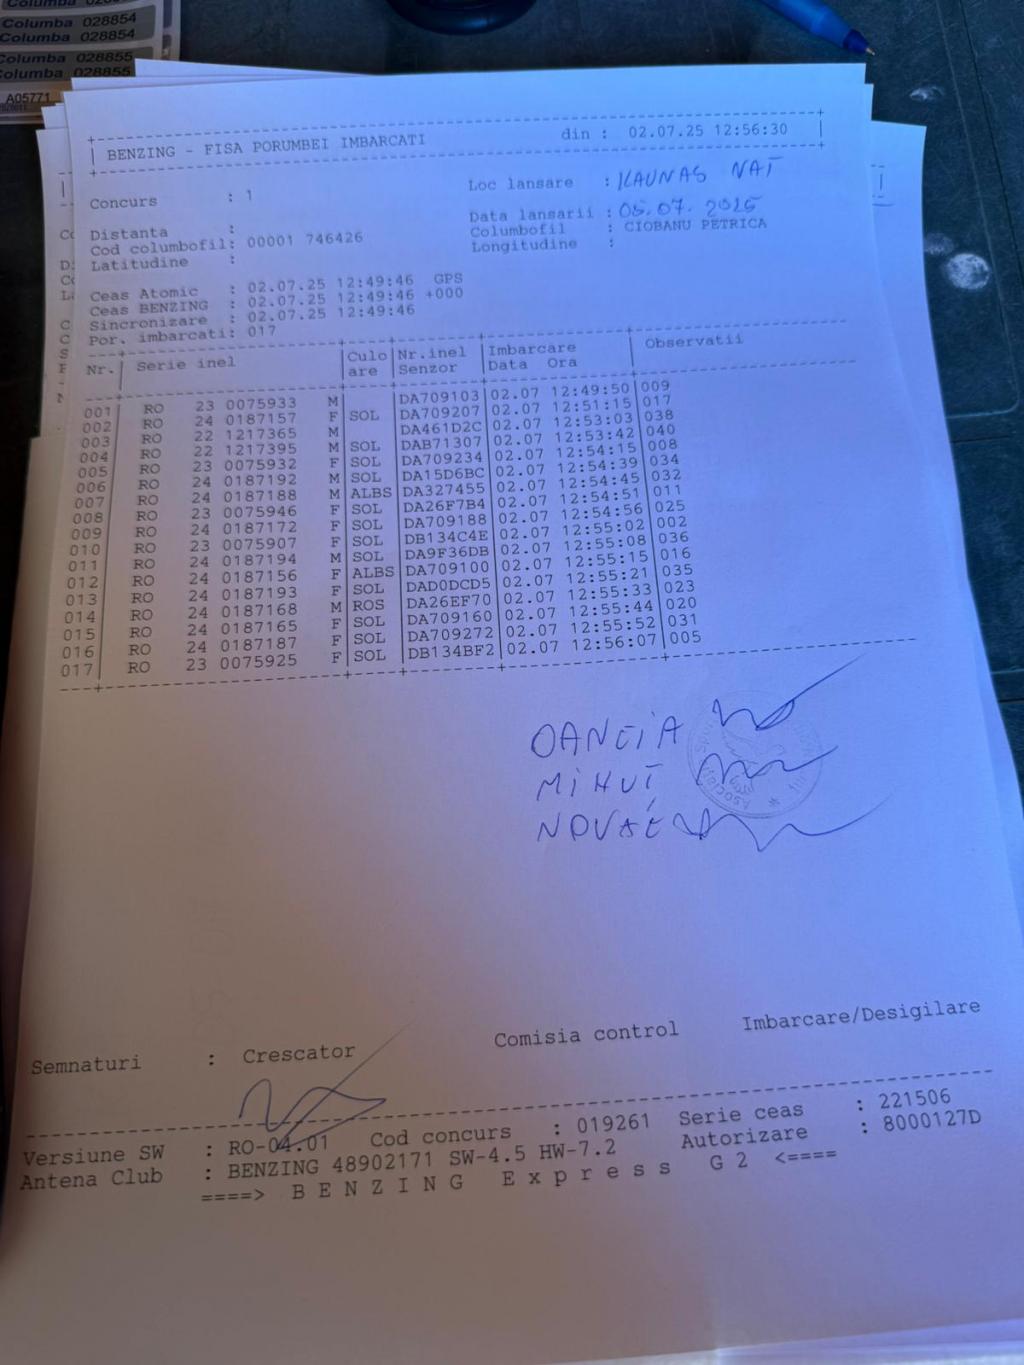 Columba 028854
Columba 028854
Columba 028855
Columba 028855
A05771
BENZING - FISA PORUMBEI IMBARCATI din : 02.07.25 12:56:30
Concurs : 1 Loc lansare : KAUNAS NAT
Data lansarii : 05.07.2025
Distanta : Columbofil : CIOBANU PETRICA
Cod columbofil: 00001 746426 Longitudine :
Latitudine :
Ceas Atomic : 02.07.25 12:49:46 GPS
Ceas BENZING : 02.07.25 12:49:46 +000
Sincronizare : 02.07.25 12:49:46
Por. imbarcati: 017
Nr. Serie inel Culo Nr.inel Imbarcare Observatii
are Senzor Data Ora
001 RO 23 0075933 M DA709103 02.07 12:49:50 009
002 RO 24 0187157 F SOL DA709207 02.07 12:51:15 017
003 RO 22 1217365 M DA461D2C 02.07 12:53:03 038
004 RO 22 1217395 M SOL DAB71307 02.07 12:53:42 040
005 RO 23 0075932 F SOL DA709234 02.07 12:54:15 008
006 RO 24 0187192 M SOL DA15D6BC 02.07 12:54:39 034
007 RO 24 0187188 M ALBS DA327455 02.07 12:54:45 032
008 RO 23 0075946 F SOL DA26F7B4 02.07 12:54:51 011
009 RO 24 0187172 F SOL DA709188 02.07 12:54:56 025
010 RO 23 0075907 F SOL DB134C4E 02.07 12:55:02 002
011 RO 24 0187194 M SOL DA9F36DB 02.07 12:55:08 036
012 RO 24 0187156 F ALBS DA709100 02.07 12:55:15 016
013 RO 24 0187193 F SOL DAD0DCD5 02.07 12:55:21 035
014 RO 24 0187168 M ROS DA26EF70 02.07 12:55:33 023
015 RO 24 0187165 F SOL DA709160 02.07 12:55:44 020
016 RO 24 0187187 F SOL DA709272 02.07 12:55:52 031
017 RO 23 0075925 F SOL DB134BF2 02.07 12:56:07 005
OANCIA
MIHUȚ
NOVAC
Semnaturi : Crescator Comisia control Imbarcare/Desigilare
Versiune SW : RO-04.01 Cod concurs : 019261 Serie ceas : 221506
Antena Club : BENZING 48902171 SW-4.5 HW-7.2 Autorizare : 8000127D
====> B E N Z I N G E x p r e s s G 2 <====